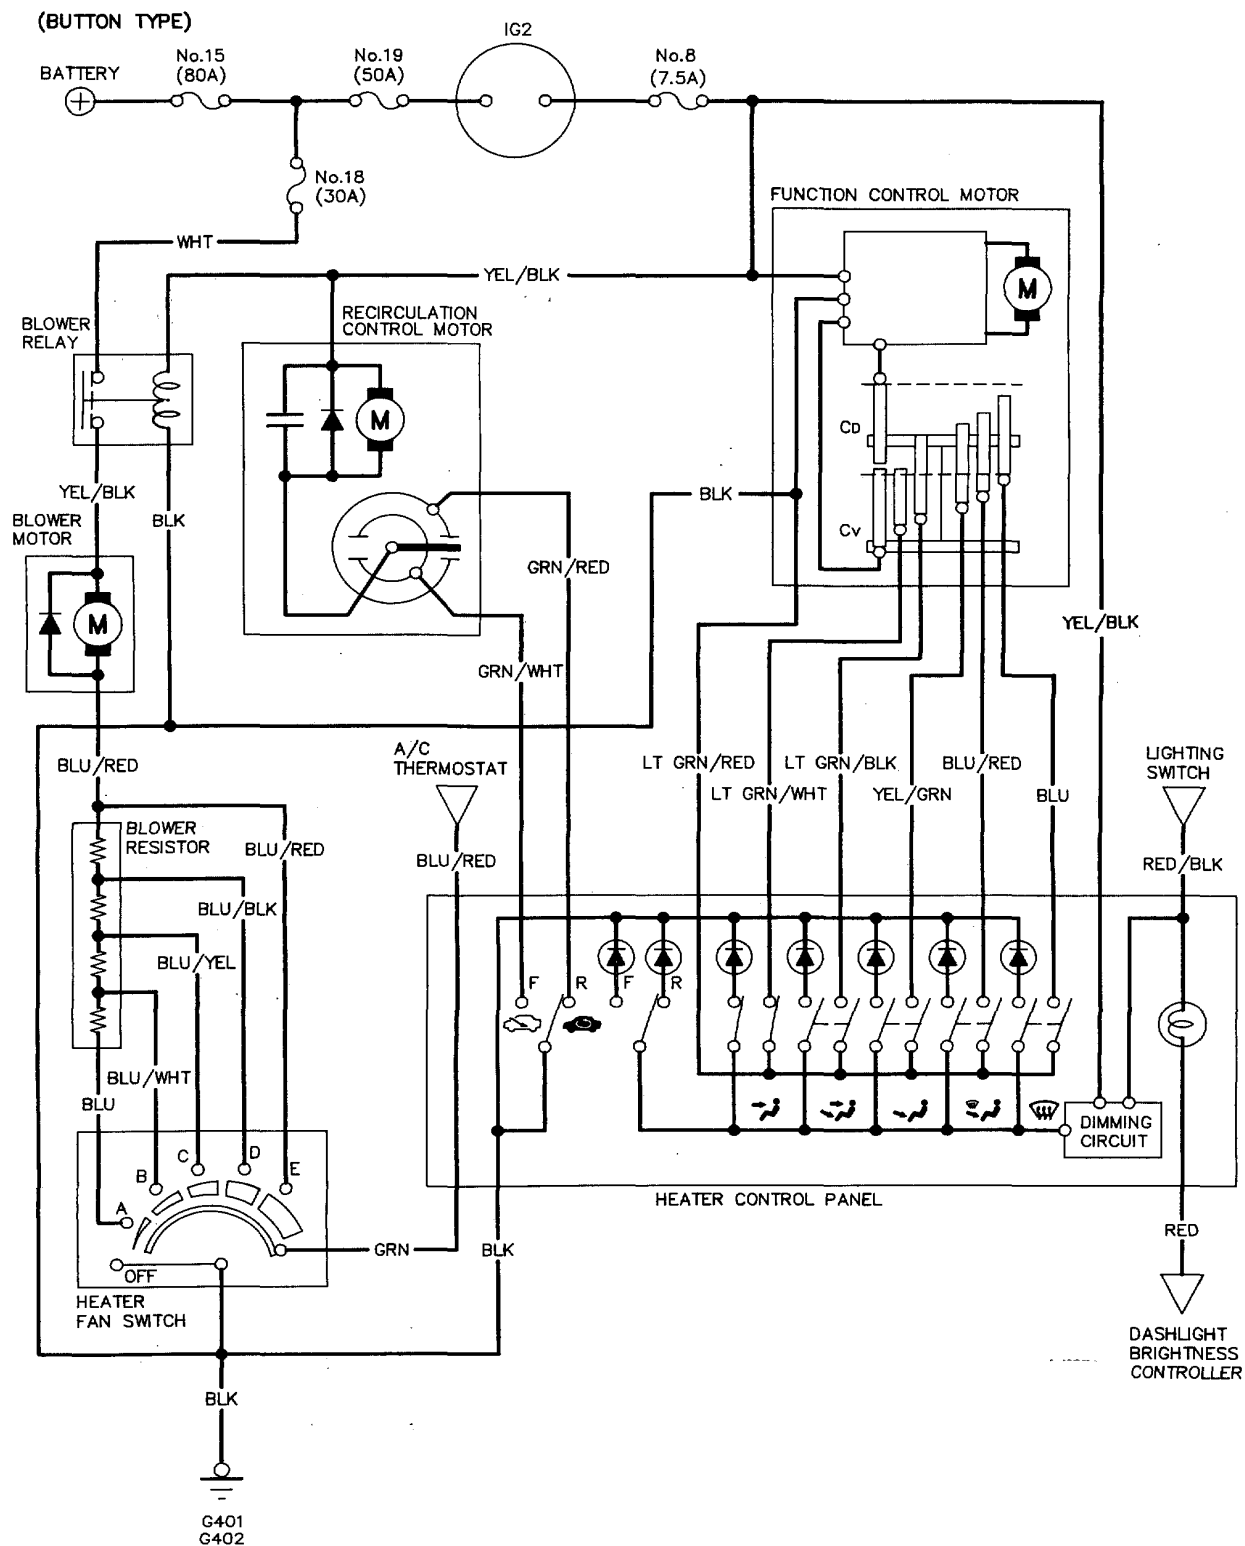 (BUTTON TYPE)
IG2
No.15
(80A)
No.19
(50A)
No.8
(7.5A)
BATTERY
No.18
(30A)
FUNCTION CONTROL MOTOR
WHT
YEL/BLK
M
RECIRCULATION
CONTROL MOTOR
BLOWER
RELAY
M
CD
YEL/BLK
BLK
BLK
BLOWER
MOTOR
CV
GRN/RED
M
YEL/BLK
GRN/WHT
A/C
THERMOSTAT
BLU/RED
LT GRN/RED
LT GRN/BLK
BLU/RED
LIGHTING
SWITCH
LT GRN/WHT
YEL/GRN
BLU
BLOWER
RESISTOR
BLU/RED
BLU/RED
RED/BLK
BLU/BLK
BLU/YEL
F
R
F
R
BLU/WHT
BLU
DIMMING
CIRCUIT
A
B
C
D
E
HEATER CONTROL PANEL
GRN
BLK
RED
OFF
HEATER
FAN SWITCH
DASHLIGHT
BRIGHTNESS
CONTROLLER
BLK
G401
G402